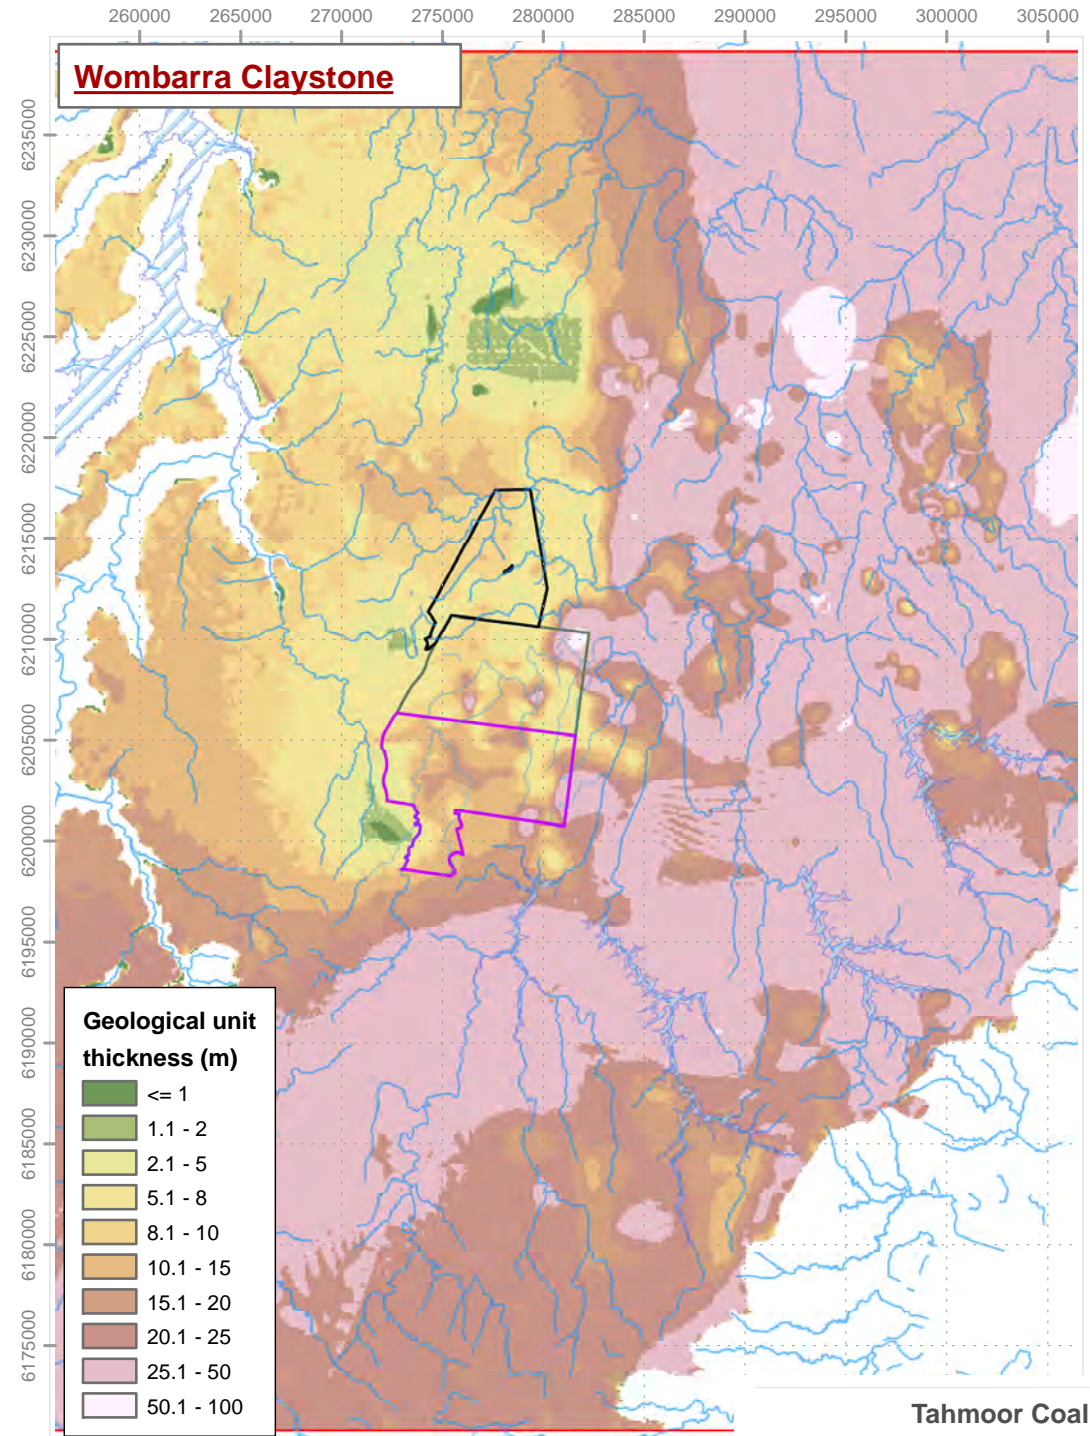 260000 265000 270000 275000 280000 285000 290000 295000 300000 305000
Wombarra Claystone
6235000
6230000
6225000
6220000
6215000
6210000
6205000
6200000
6195000
6190000
6185000
6180000
6175000
Geological unit
thickness (m)
<= 1
1.1 - 2
2.1 - 5
5.1 - 8
8.1 - 10
10.1 - 15
15.1 - 20
20.1 - 25
25.1 - 50
50.1 - 100
Tahmoor Coal